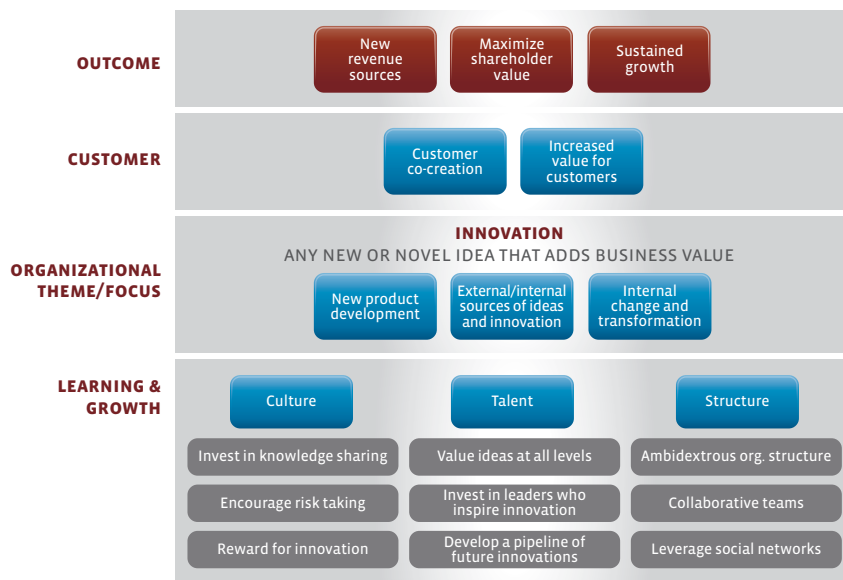 OUTCOME
New
revenue
sources
Maximize
shareholder
value
Sustained
growth
CUSTOMER
Customer
co-creation
Increased
value for
customers
ORGANIZATIONAL
THEME/FOCUS
INNOVATION
ANY NEW OR NOVEL IDEA THAT ADDS BUSINESS VALUE
New product
development
External/internal
sources of ideas
and innovation
Internal
change and
transformation
LEARNING &
GROWTH
Culture
Talent
Structure
Invest in knowledge sharing
Value ideas at all levels
Ambidextrous org. structure
Encourage risk taking
Invest in leaders who
inspire innovation
Collaborative teams
Reward for innovation
Develop a pipeline of
future innovations
Leverage social networks